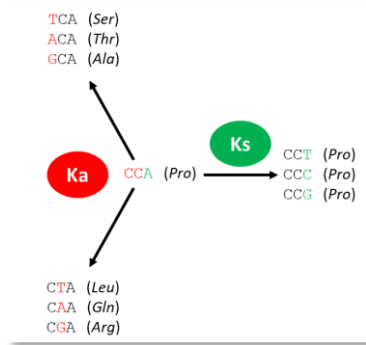 TCA (Ser)
ACA (Thr)
GCA (Ala)
Ks
Ka
CCA (Pro)
CCT (Pro)
CCC (Pro)
CCG (Pro)
CTA (Leu)
CAA (Gln)
CGA (Arg)